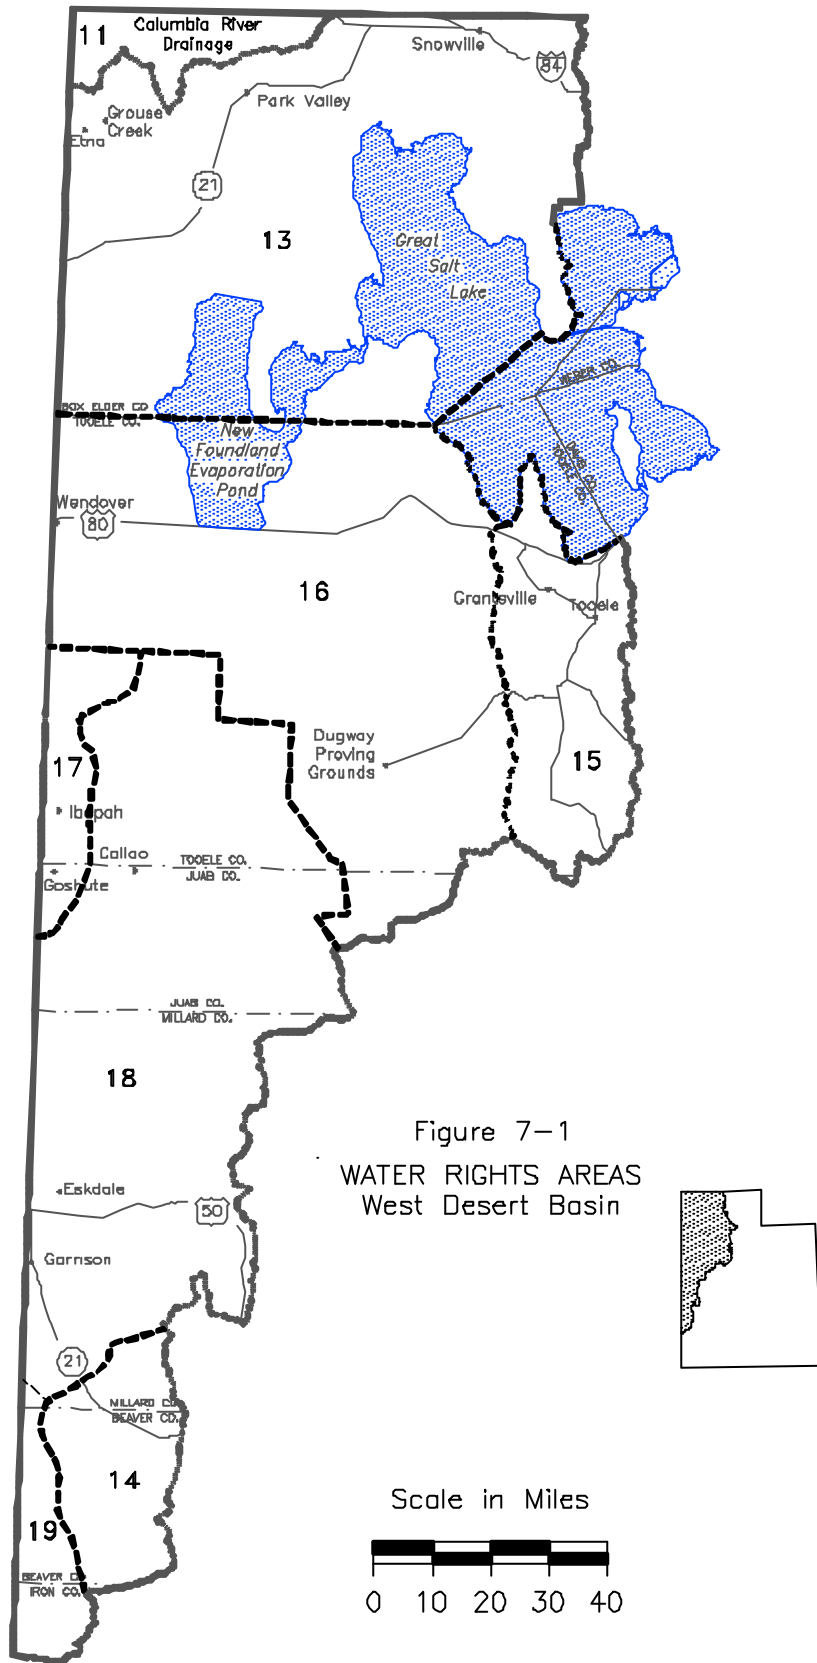 11
Columbia River
Drainage
Snowville
84
Park Valley
Grouse
Creek
Etna
21
13
Great
Salt
Lake
WEBER CO.
BOX ELDER CO
TOOELE CO.
New
Foundland
Evaporation
Pond
DAVIS CO.
TOOELE CO.
Wendover
80
16
Grantsville
Tooele
Dugway
Proving
Grounds
15
17
Ibapah
Callao
TOOELE CO.
JUAB CO.
Goshute
JUAB CO.
MILLARD CO.
18
Figure 7-1
WATER RIGHTS AREAS
West Desert Basin
Eskdale
50
Garrison
21
MILLARD CO.
BEAVER CO.
14
19
BEAVER CO.
IRON CO.
Scale in Miles
0 10 20 30 40